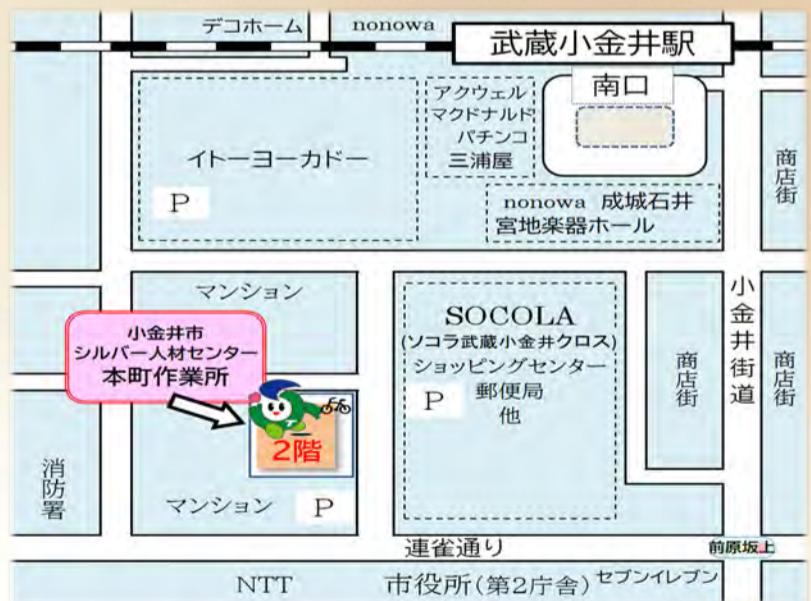 デコホーム
nonowa
武蔵小金井駅
南口
アクウェル
マクドナルド
パチンコ
三浦屋
イトーヨーカドー
P
商店街
nonowa 成城石井
宮地楽器ホール
マンション
小金井市
シルバー人材センター
本町作業所
SOCOLA
(ソコラ武蔵小金井クロス)
ショッピングセンター
P
郵便局
他
小金井街道
商店街
商店街
T
2階
消防署
マンション
P
連雀通り
前原坂上
NTT
市役所(第2庁舎)
セブンイレブン